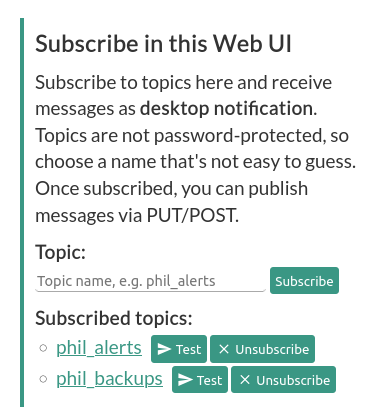 Subscribe in this Web UI
Subscribe to topics here and receive
messages as desktop notification.
Topics are not password-protected, so
choose a name that's not easy to guess.
Once subscribed, you can publish
messages via PUT/POST.
Topic:
Topic name, e.g. phil_alerts Subscribe
Subscribed topics:
phil_alerts Test Unsubscribe
phil_backups Test Unsubscribe